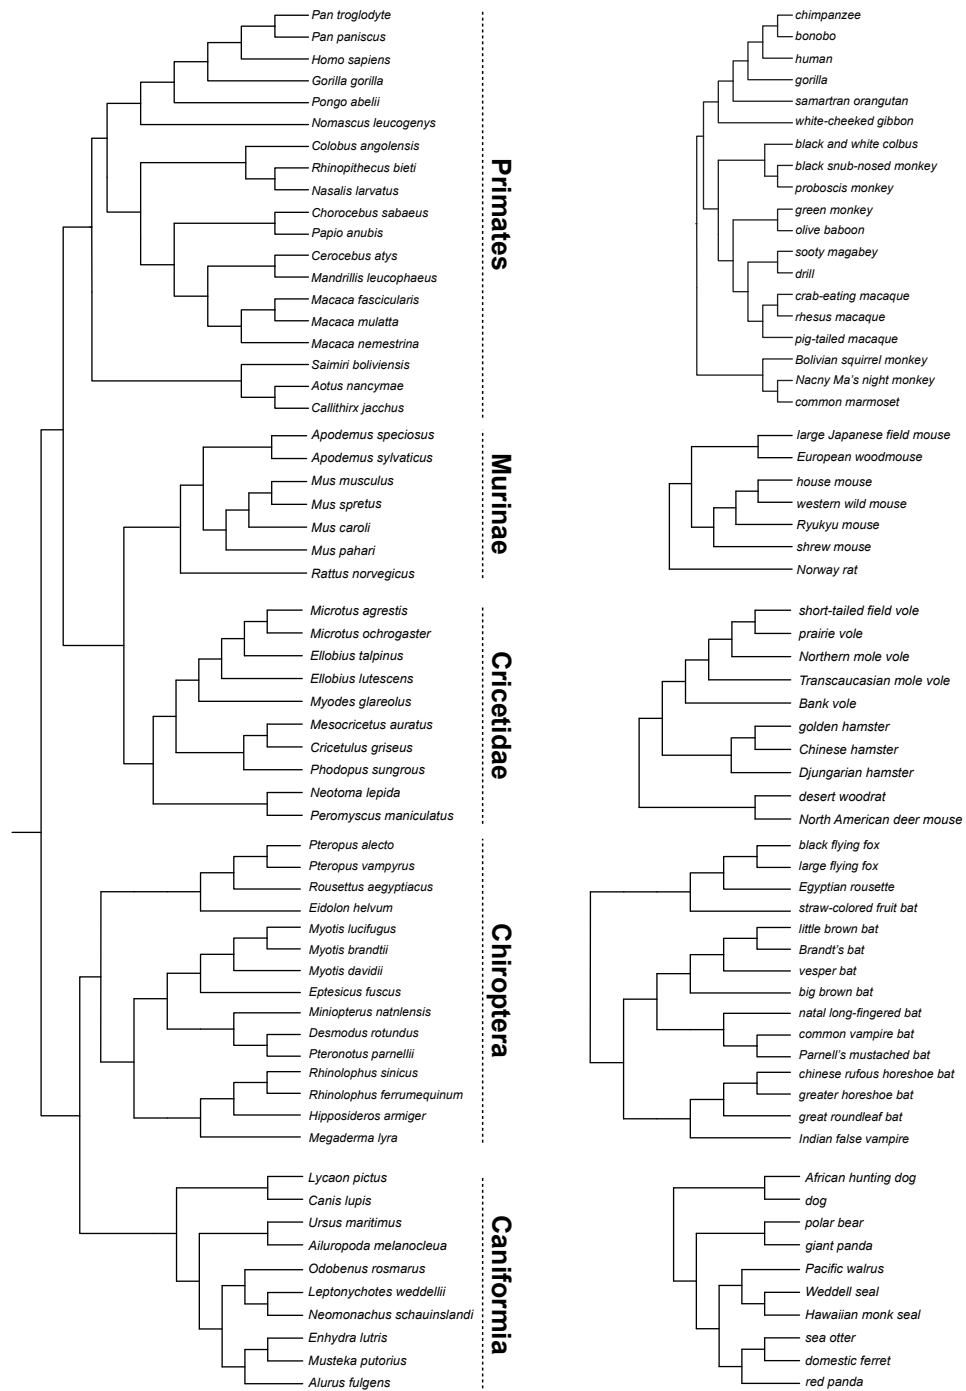 Pan troglodyte
Pan paniscus
Homo sapiens
Gorilla gorilla
Pongo abelii
Nomascus leucogenys
Colobus angolensis
Rhinopithecus bieti
Nasalis larvatus
Chorocebus sabaeus
Papio anubis
Cerocebus atys
Mandrillis leucophaeus
Macaca fascicularis
Macaca mulatta
Macaca nemestrina
Saimiri boliviensis
Aotus nancymae
Callithirx jacchus
Primates
chimpanzee
bonobo
human
gorilla
samartran orangutan
white-cheeked gibbon
black and white colbus
black snub-nosed monkey
proboscis monkey
green monkey
olive baboon
sooty magabey
drill
crab-eating macaque
rhesus macaque
pig-tailed macaque
Bolivian squirrel monkey
Nacny Ma's night monkey
common marmoset
Apodemus speciosus
Apodemus sylvaticus
Mus musculus
Mus spretus
Mus caroli
Mus pahari
Rattus norvegicus
Murinae
large Japanese field mouse
European woodmouse
house mouse
western wild mouse
Ryukyu mouse
shrew mouse
Norway rat
Microtus agrestis
Microtus ochrogaster
Ellobius talpinus
Ellobius lutescens
Myodes glareolus
Mesocricetus auratus
Cricetulus griseus
Phodopus sungrous
Neotoma lepida
Peromyscus maniculatus
Cricetidae
short-tailed field vole
prairie vole
Northern mole vole
Transcaucasian mole vole
Bank vole
golden hamster
Chinese hamster
Djungarian hamster
desert woodrat
North American deer mouse
Pteropus alecto
Pteropus vampyrus
Rousettus aegyptiacus
Eidolon helvum
Myotis lucifugus
Myotis brandtii
Myotis davidii
Eptesicus fuscus
Miniopterus natnlensis
Desmodus rotundus
Pteronotus parnellii
Rhinolophus sinicus
Rhinolophus ferrumequinum
Hipposideros armiger
Megaderma lyra
Chiroptera
black flying fox
large flying fox
Egyptian rousette
straw-colored fruit bat
little brown bat
Brandt's bat
vesper bat
big brown bat
natal long-fingered bat
common vampire bat
Parnell's mustached bat
chinese rufous horeshoe bat
greater horeshoe bat
great roundleaf bat
Indian false vampire
Lycaon pictus
Canis lupis
Ursus maritimus
Ailuropoda melanocleua
Odobenus rosmarus
Leptonychotes weddellii
Neomonachus schauinslandi
Enhydra lutris
Musteka putorius
Alurus fulgens
Caniformia
African hunting dog
dog
polar bear
giant panda
Pacific walrus
Weddell seal
Hawaiian monk seal
sea otter
domestic ferret
red panda